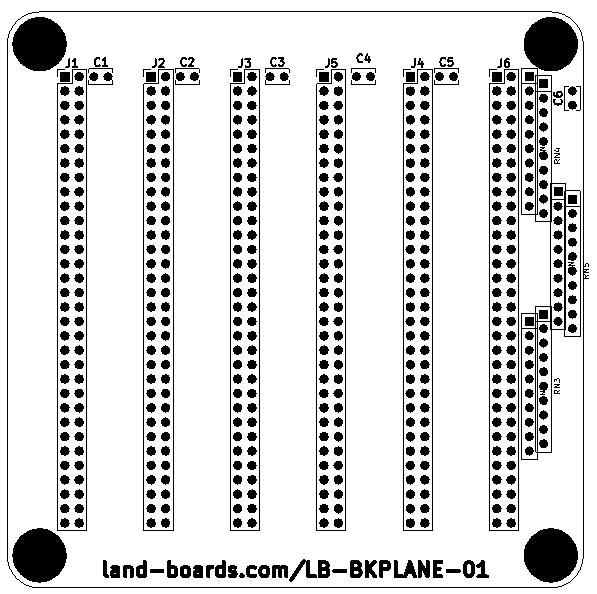 J1 C1 J2 C2 J3 C3 J5 C4 J4 C5 J6
C6
RN4
RN5
RN3
land-boards.com/LB-BKPLANE-01